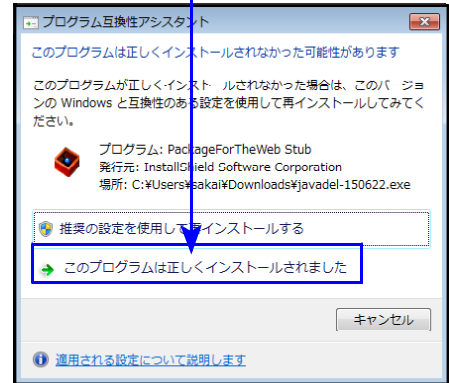 プログラム互換性アシスタント
このプログラムは正しくインストールされなかった可能性があります
このプログラムが正しくインスト ルされなかった場合は、このバ ジョ
ンの Windows と互換性のある設定を使用して再インストールしてみてく
ださい。
プログラム: PackageForTheWeb Stub
発行元: InstallShield Software Corporation
場所: C:¥Users¥sakai¥Downloads¥javadel-150622.exe
推奨の設定を使用して再インストールする
このプログラムは正しくインストールされました
キャンセル
適用される設定について説明します